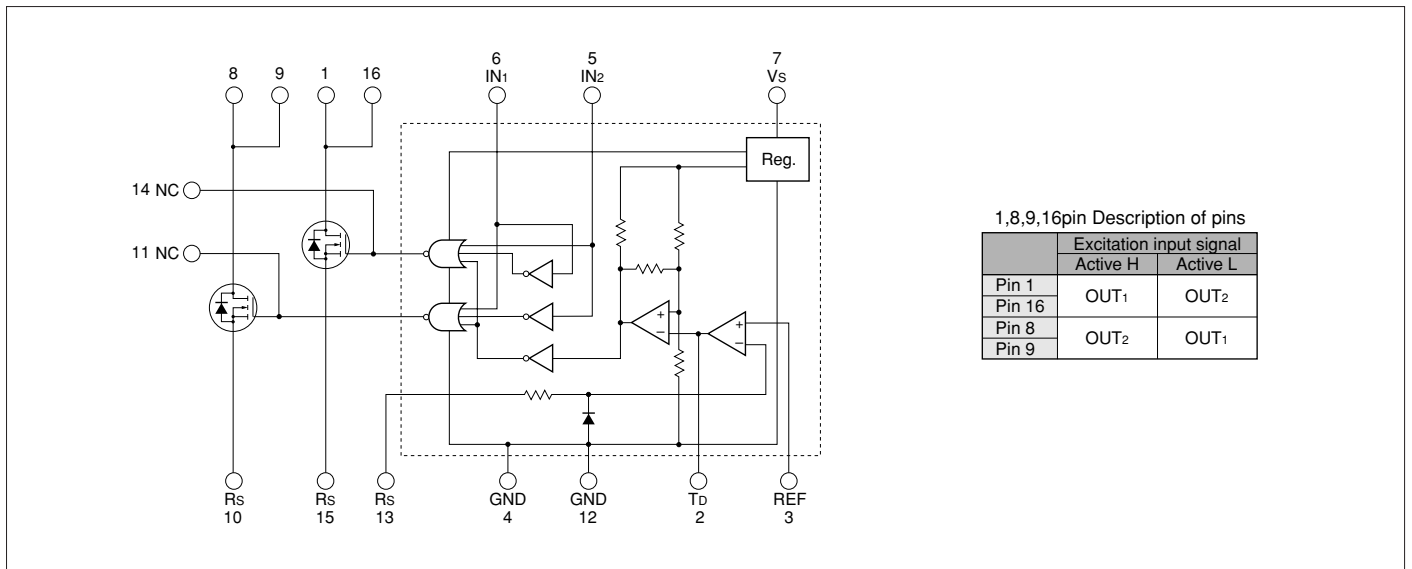 6
5
7
8
9
1
16
IN1
IN2
VS
Reg.
14 NC
11 NC
+
−
+
−
RS
RS
RS
GND
GND
TD
REF
10
15
13
4
12
2
3
1,8,9,16pin Description of pins
Excitation input signal
Active H
Active L
Pin 1
OUT1
OUT2
Pin 16
Pin 8
OUT2
OUT1
Pin 9